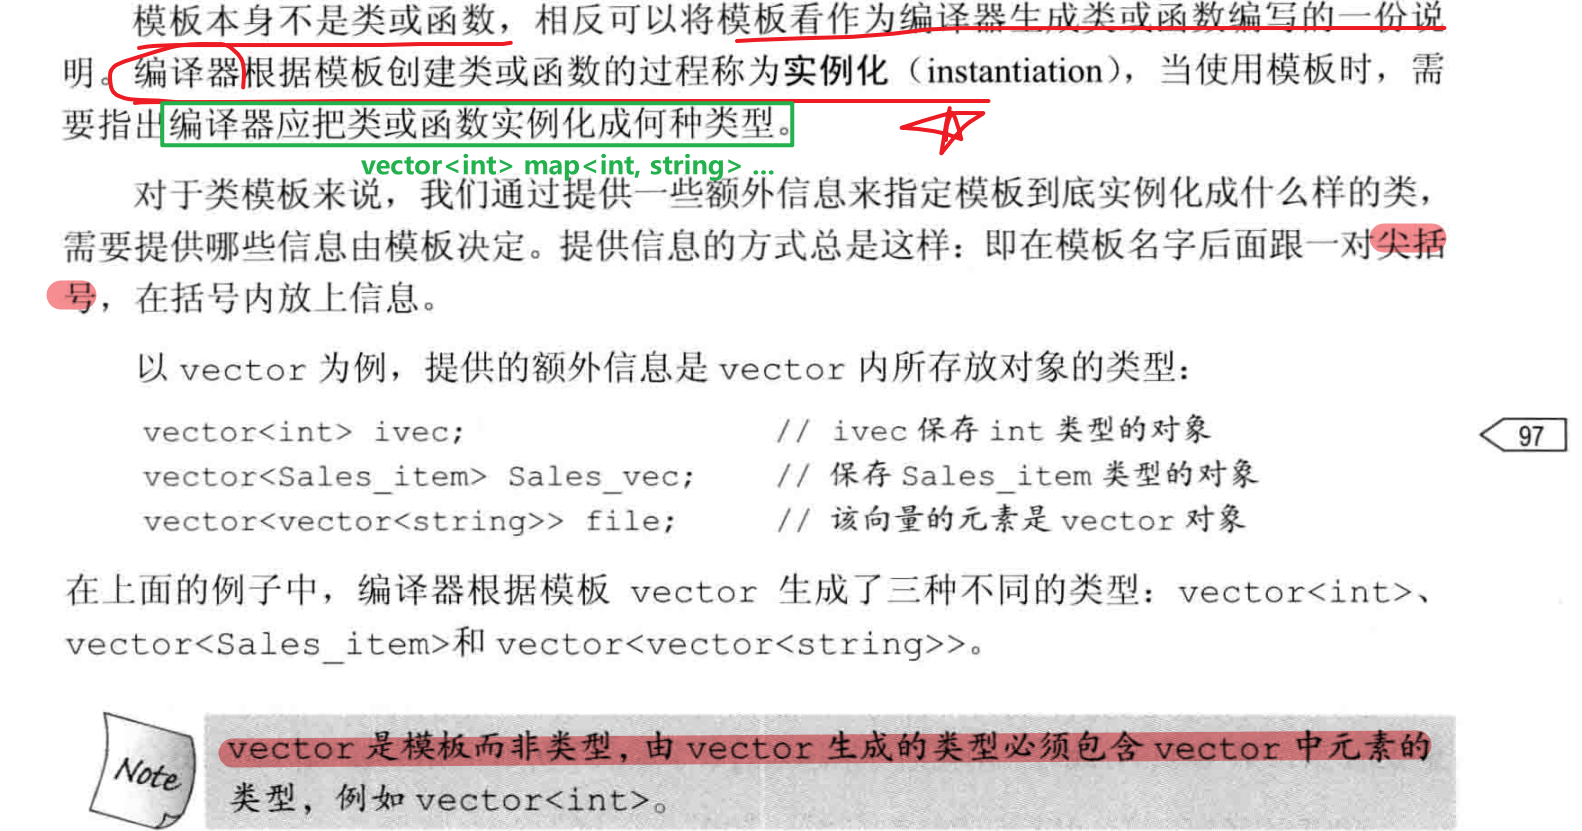 模板本身不是类或函数，相反可以将模板看作为编译器生成类或函数编写的一份说
明。编译器根据模板创建类或函数的过程称为实例化（instantiation），当使用模板时，需
要指出编译器应把类或函数实例化成何种类型。
vector<int> map<int, string> ...
对于类模板来说，我们通过提供一些额外信息来指定模板到底实例化成什么样的类，
需要提供哪些信息由模板决定。提供信息的方式总是这样：即在模板名字后面跟一对尖括
号，在括号内放上信息。
以 vector 为例，提供的额外信息是 vector 内所存放对象的类型：
vector<int> ivec; // ivec 保存 int 类型的对象
97
vector<Sales_item> Sales_vec; // 保存 Sales_item 类型的对象
vector<vector<string>> file; // 该向量的元素是 vector 对象
在上面的例子中，编译器根据模板 vector 生成了三种不同的类型：vector<int>、
vector<Sales_item>和 vector<vector<string>>。
Note
vector 是模板而非类型，由 vector 生成的类型必须包含 vector 中元素的
类型，例如 vector<int>。